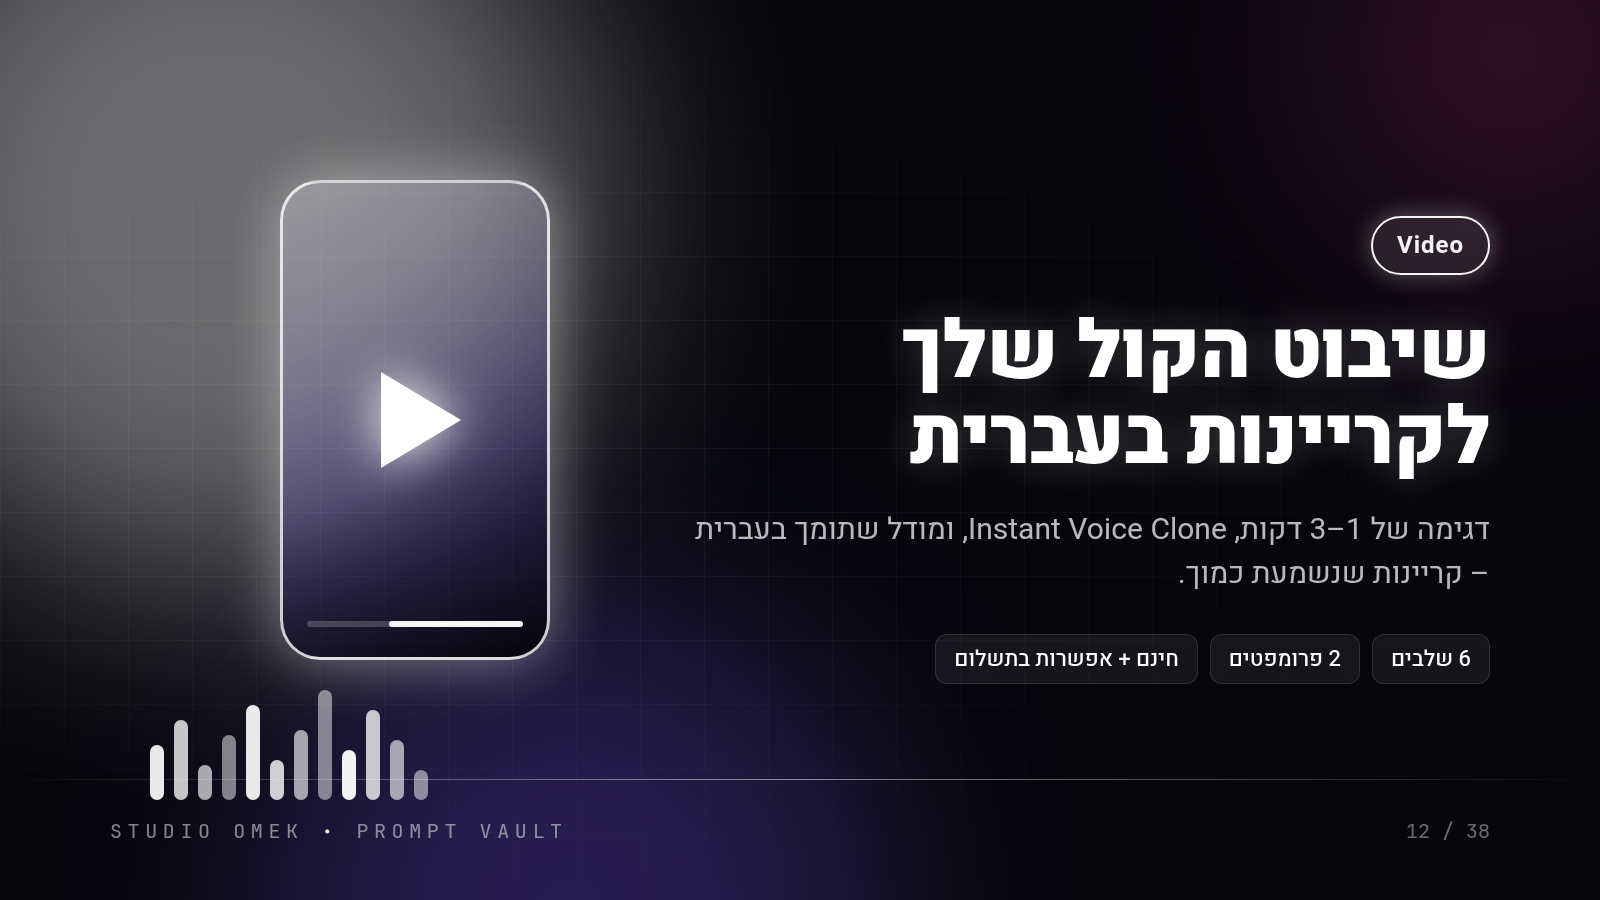 Video
שיבוט הקול שלך
לקריינות בעברית
דגימה של 1–3 דקות, Instant Voice Clone, ומודל שתומך בעברית
– קריינות שנשמעת כמוך.
6 שלבים
2 פרומפטים
חינם + אפשרות בתשלום
STUDIO OMEK • PROMPT VAULT
12 / 38